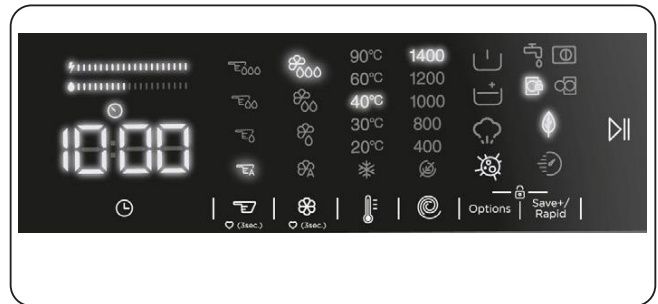 90°C
60°C
40°C
30°C
20°C
1400
1200
1000
800
400
A
A
10:00
(3sec.)
(3sec.)
Options
Save+/
Rapid